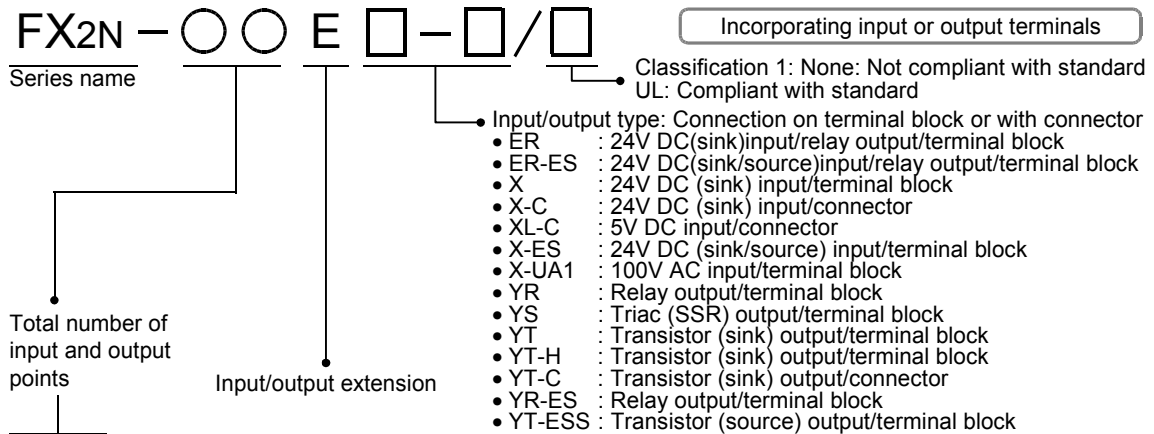 FX2N – ○○ E □ – □/□
Incorporating input or output terminals
Series name
Classification 1: None: Not compliant with standard
UL: Compliant with standard
Input/output type: Connection on terminal block or with connector
• ER : 24V DC(sink)input/relay output/terminal block
• ER-ES : 24V DC(sink/source)input/relay output/terminal block
• X : 24V DC (sink) input/terminal block
• X-C : 24V DC (sink) input/connector
• XL-C : 5V DC input/connector
• X-ES : 24V DC (sink/source) input/terminal block
• X-UA1 : 100V AC input/terminal block
• YR : Relay output/terminal block
• YS : Triac (SSR) output/terminal block
• YT : Transistor (sink) output/terminal block
• YT-H : Transistor (sink) output/terminal block
• YT-C : Transistor (sink) output/connector
• YR-ES : Relay output/terminal block
• YT-ESS : Transistor (source) output/terminal block
Total number of
input and output
points
Input/output extension